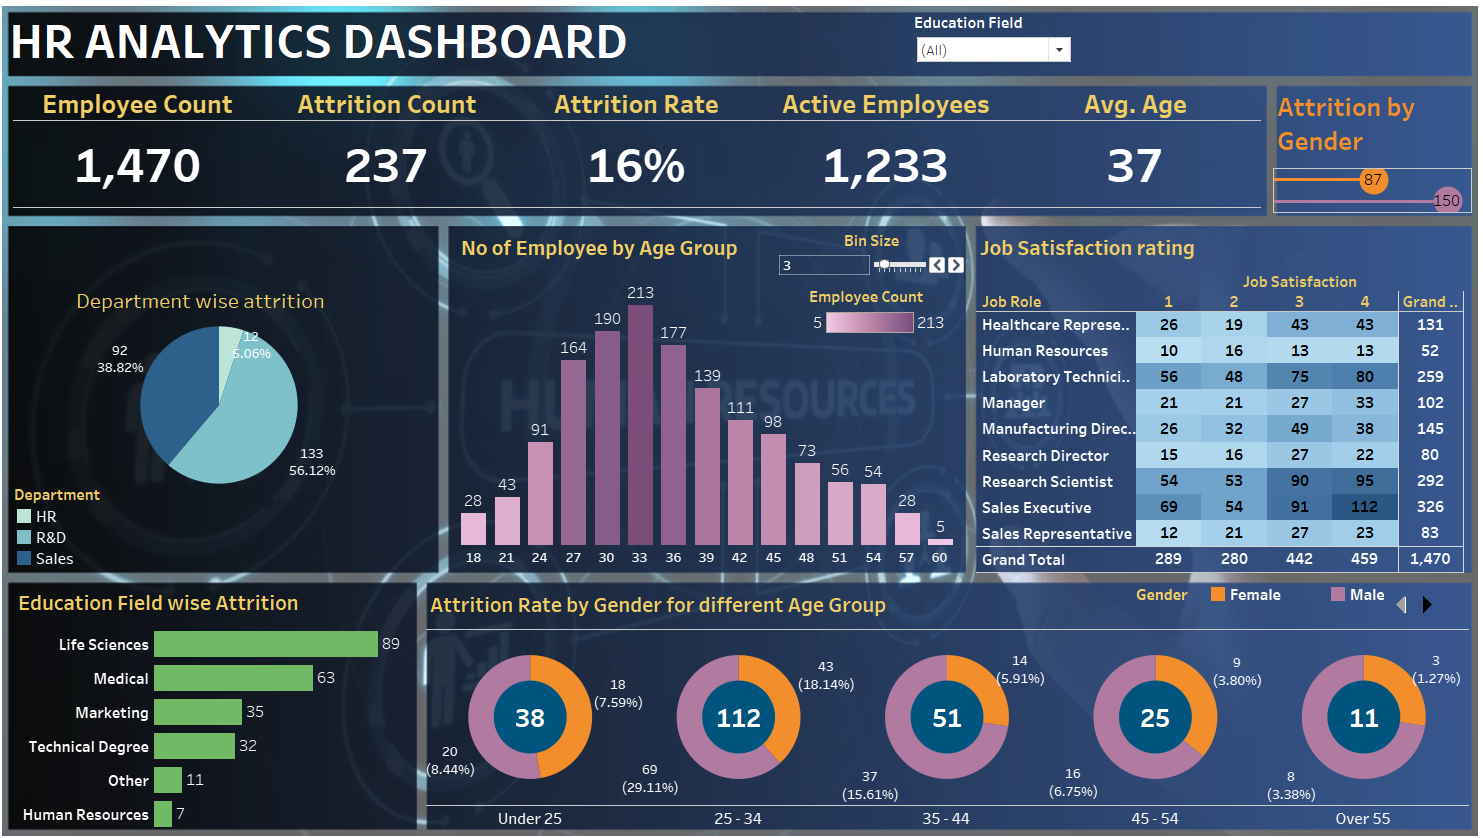 HR ANALYTICS DASHBOARD
Education Field
(All)
Employee Count
Attrition Count
Attrition Rate
Active Employees
Avg. Age
1,470
237
16%
1,233
37
Attrition by
Gender
87
150
Department wise attrition
12
5.06%
92
38.82%
133
56.12%
Department
HR
R&D
Sales
No of Employee by Age Group
Bin Size
3
Employee Count
5 213
28 43 91 164 190 213 177 139 111 98 73 56 54 28 5
HUMAN RESOURCES
18 21 24 27 30 33 36 39 42 45 48 51 54 57 60
Job Satisfaction rating
Job Satisfaction
Job Role 1 2 3 4 Grand ..
Healthcare Represe.. 26 19 43 43 131
Human Resources 10 16 13 13 52
Laboratory Technici.. 56 48 75 80 259
Manager 21 21 27 33 102
Manufacturing Direc.. 26 32 49 38 145
Research Director 15 16 27 22 80
Research Scientist 54 53 90 95 292
Sales Executive 69 54 91 112 326
Sales Representative 12 21 27 23 83
Grand Total 289 280 442 459 1,470
Education Field wise Attrition
Life Sciences 89
Medical 63
Marketing 35
Technical Degree 32
Other 11
Human Resources 7
Attrition Rate by Gender for different Age Group
Gender Female Male
18
(7.59%)
38
20
(8.44%)
Under 25
43
(18.14%)
112
69
(29.11%)
25 - 34
14
(5.91%)
51
37
(15.61%)
35 - 44
9
(3.80%)
25
16
(6.75%)
45 - 54
3
(1.27%)
11
8
(3.38%)
Over 55